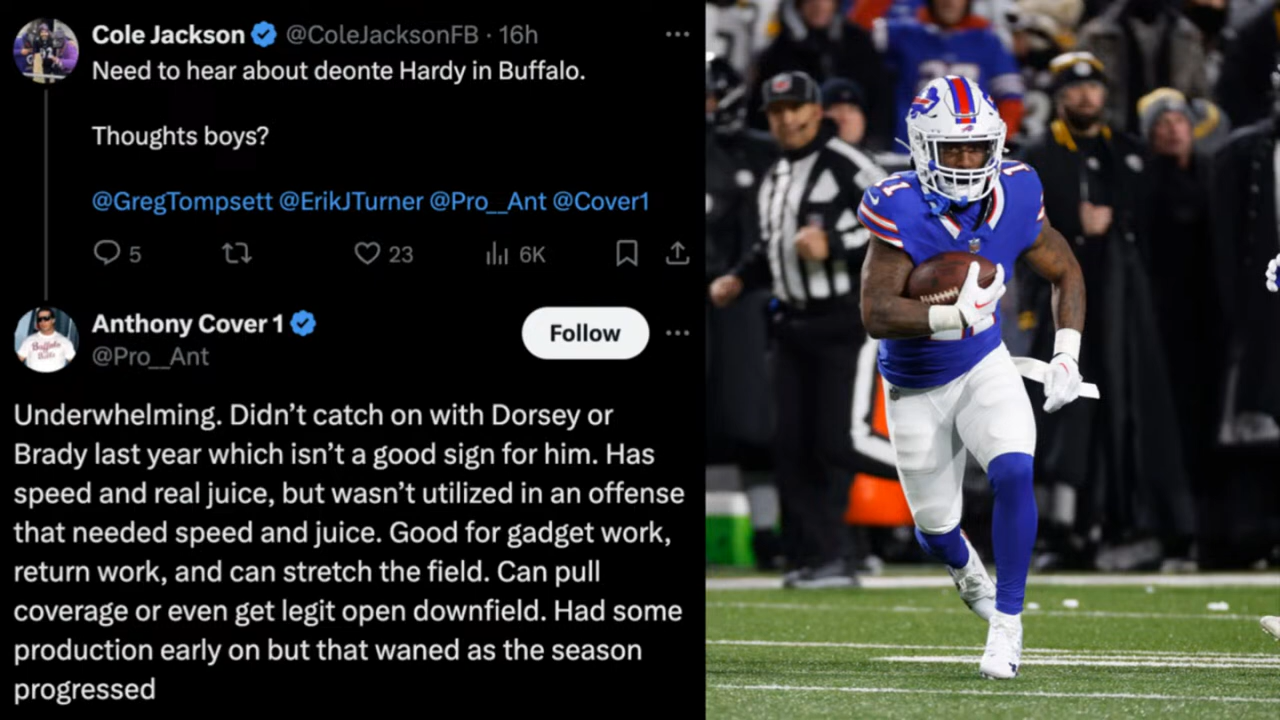 Cole Jackson @ColeJacksonFB · 16h
Need to hear about deonte Hardy in Buffalo.
Thoughts boys?
@GregTompsett @ErikJTurner @Pro__Ant @Cover1
5 23 6K
Anthony Cover 1
@Pro__Ant
Follow
Underwhelming. Didn’t catch on with Dorsey or
Brady last year which isn’t a good sign for him. Has
speed and real juice, but wasn’t utilized in an offense
that needed speed and juice. Good for gadget work,
return work, and can stretch the field. Can pull
coverage or even get legit open downfield. Had some
production early on but that waned as the season
progressed
11